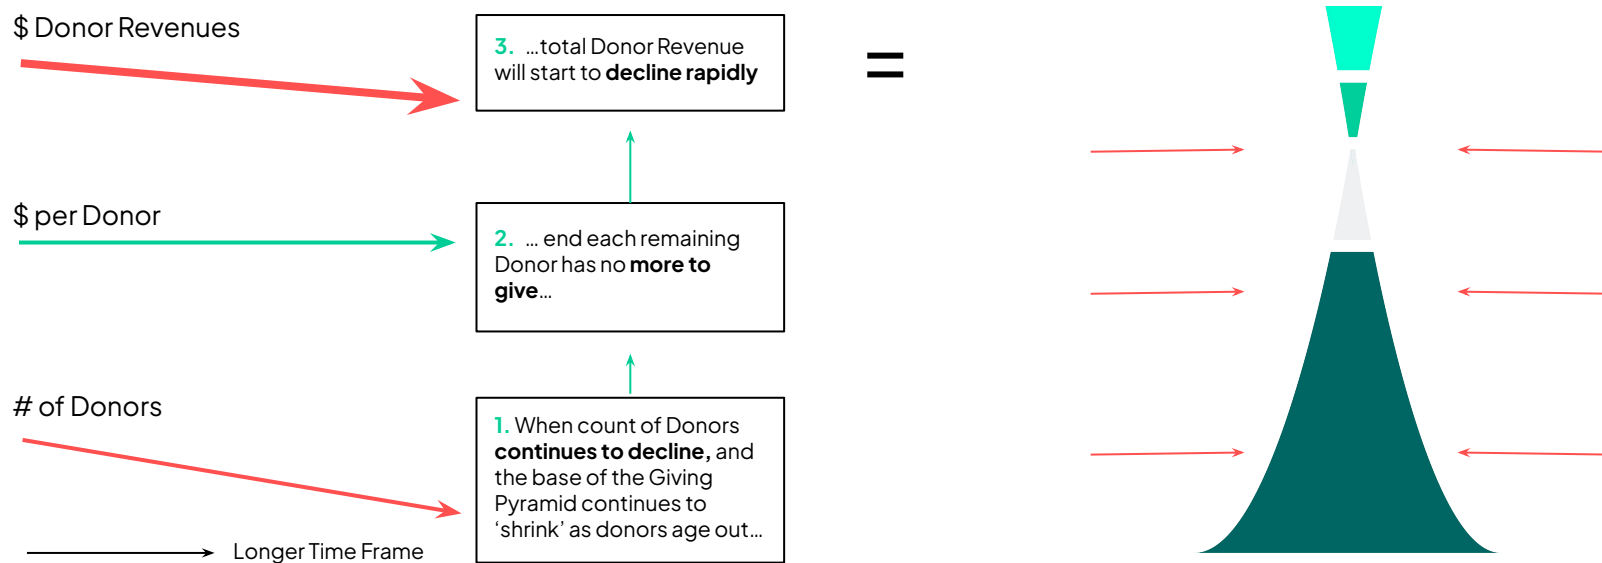 $ Donor Revenues
3. ...total Donor Revenue
will start to decline rapidly
=
$ per Donor
2. ... end each remaining
Donor has no more to
give...
# of Donors
1. When count of Donors
continues to decline, and
the base of the Giving
Pyramid continues to
‘shrink’ as donors age out...
Longer Time Frame